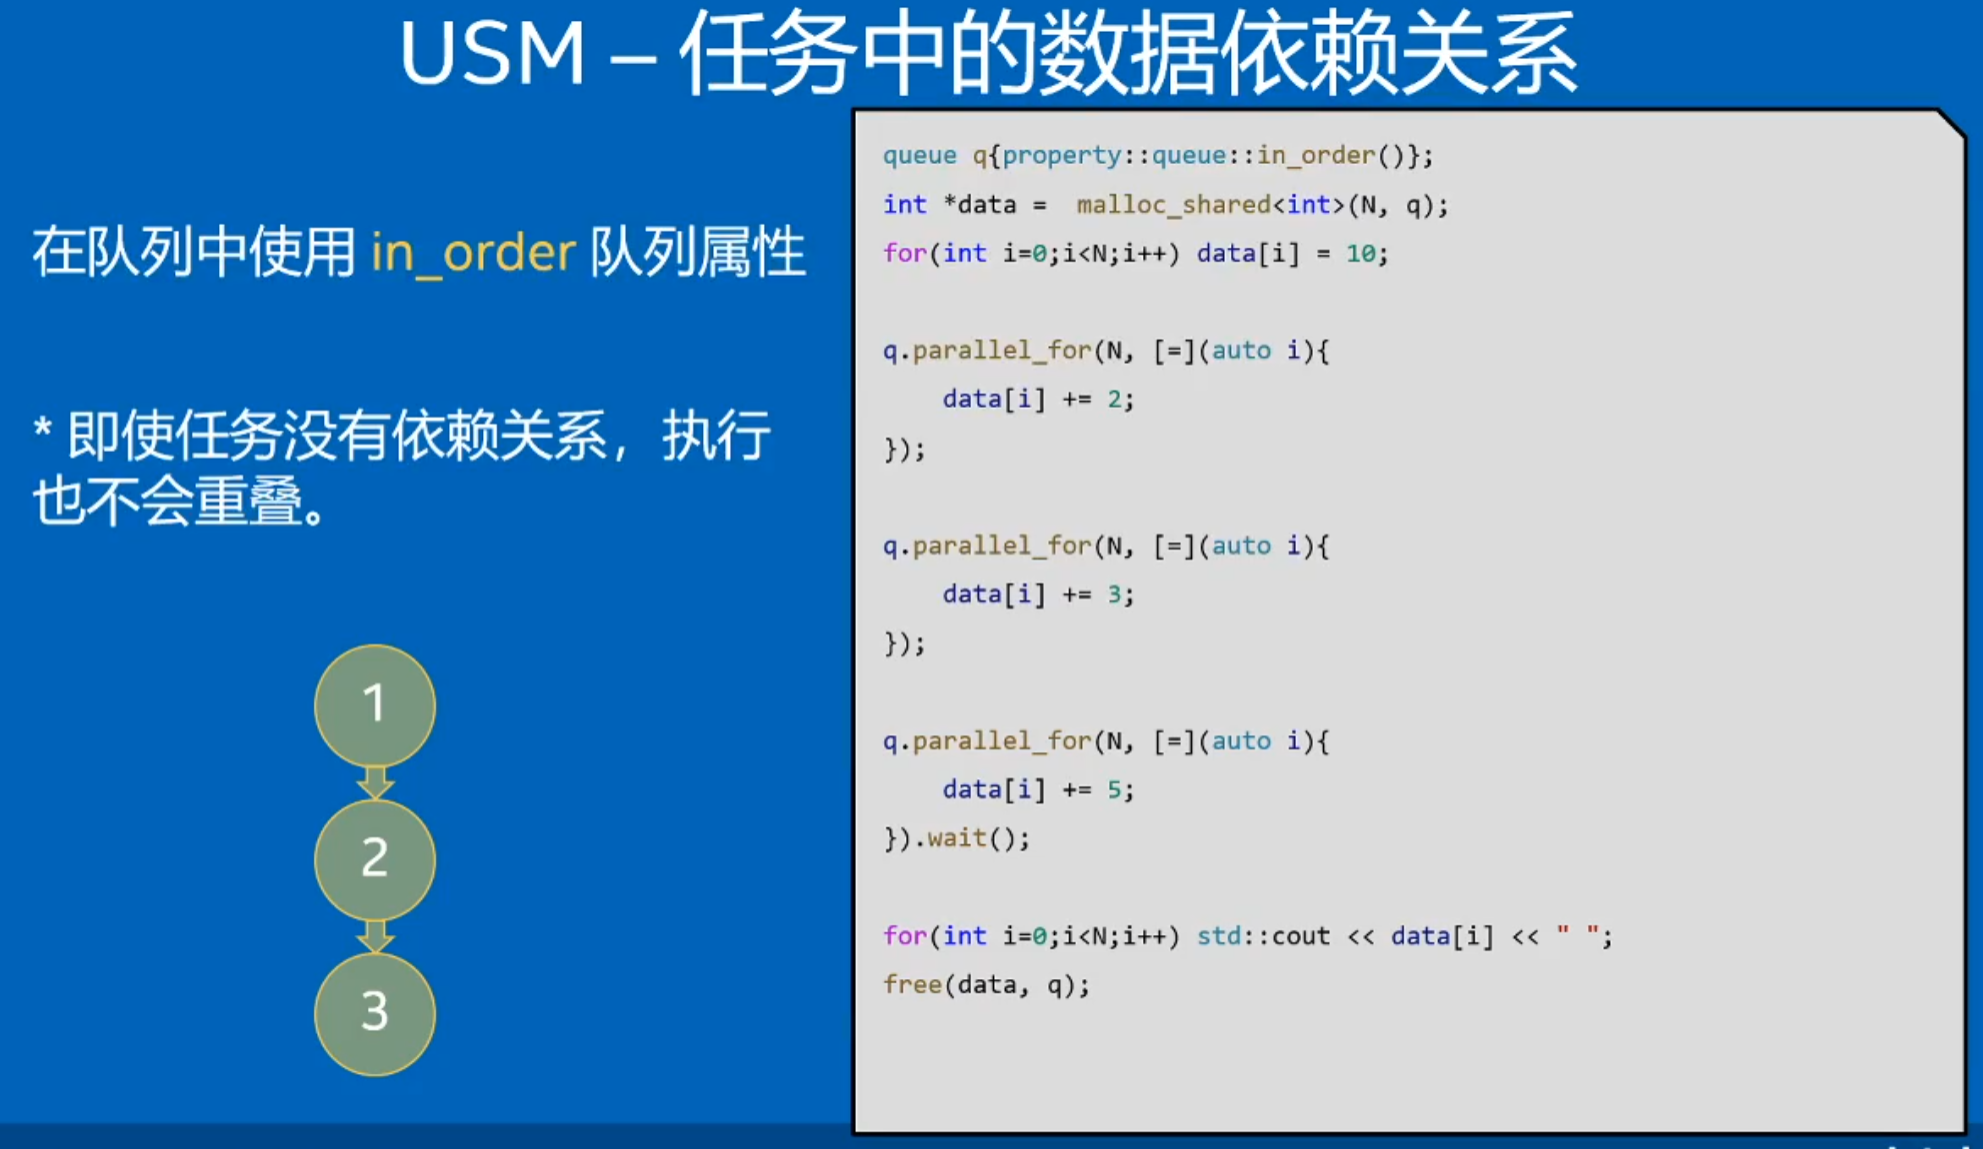 USM – 任务中的数据依赖关系
在队列中使用 in_order 队列属性
* 即使任务没有依赖关系，执行
也不会重叠。
1
2
3
queue q{property::queue::in_order()};
int *data =  malloc_shared<int>(N, q);
for(int i=0;i<N;i++) data[i] = 10;
q.parallel_for(N, [=](auto i){
    data[i] += 2;
});
q.parallel_for(N, [=](auto i){
    data[i] += 3;
});
q.parallel_for(N, [=](auto i){
    data[i] += 5;
}).wait();
for(int i=0;i<N;i++) std::cout << data[i] << " ";
free(data, q);